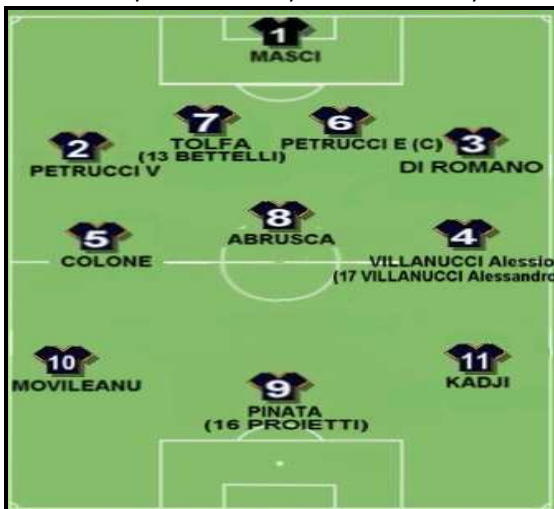 1
MASCI
7
TOLFA
(13 BETTELLI)
6
PETRUCCI E (C)
2
PETRUCCI V
3
DI ROMANO
8
ABRUSCA
5
COLONE
4
VILLANUCCI Alessio
(17 VILLANUCCI Alessandro
10
MOVILEANU
11
KADJI
9
PINATA
(16 PROIETTI)